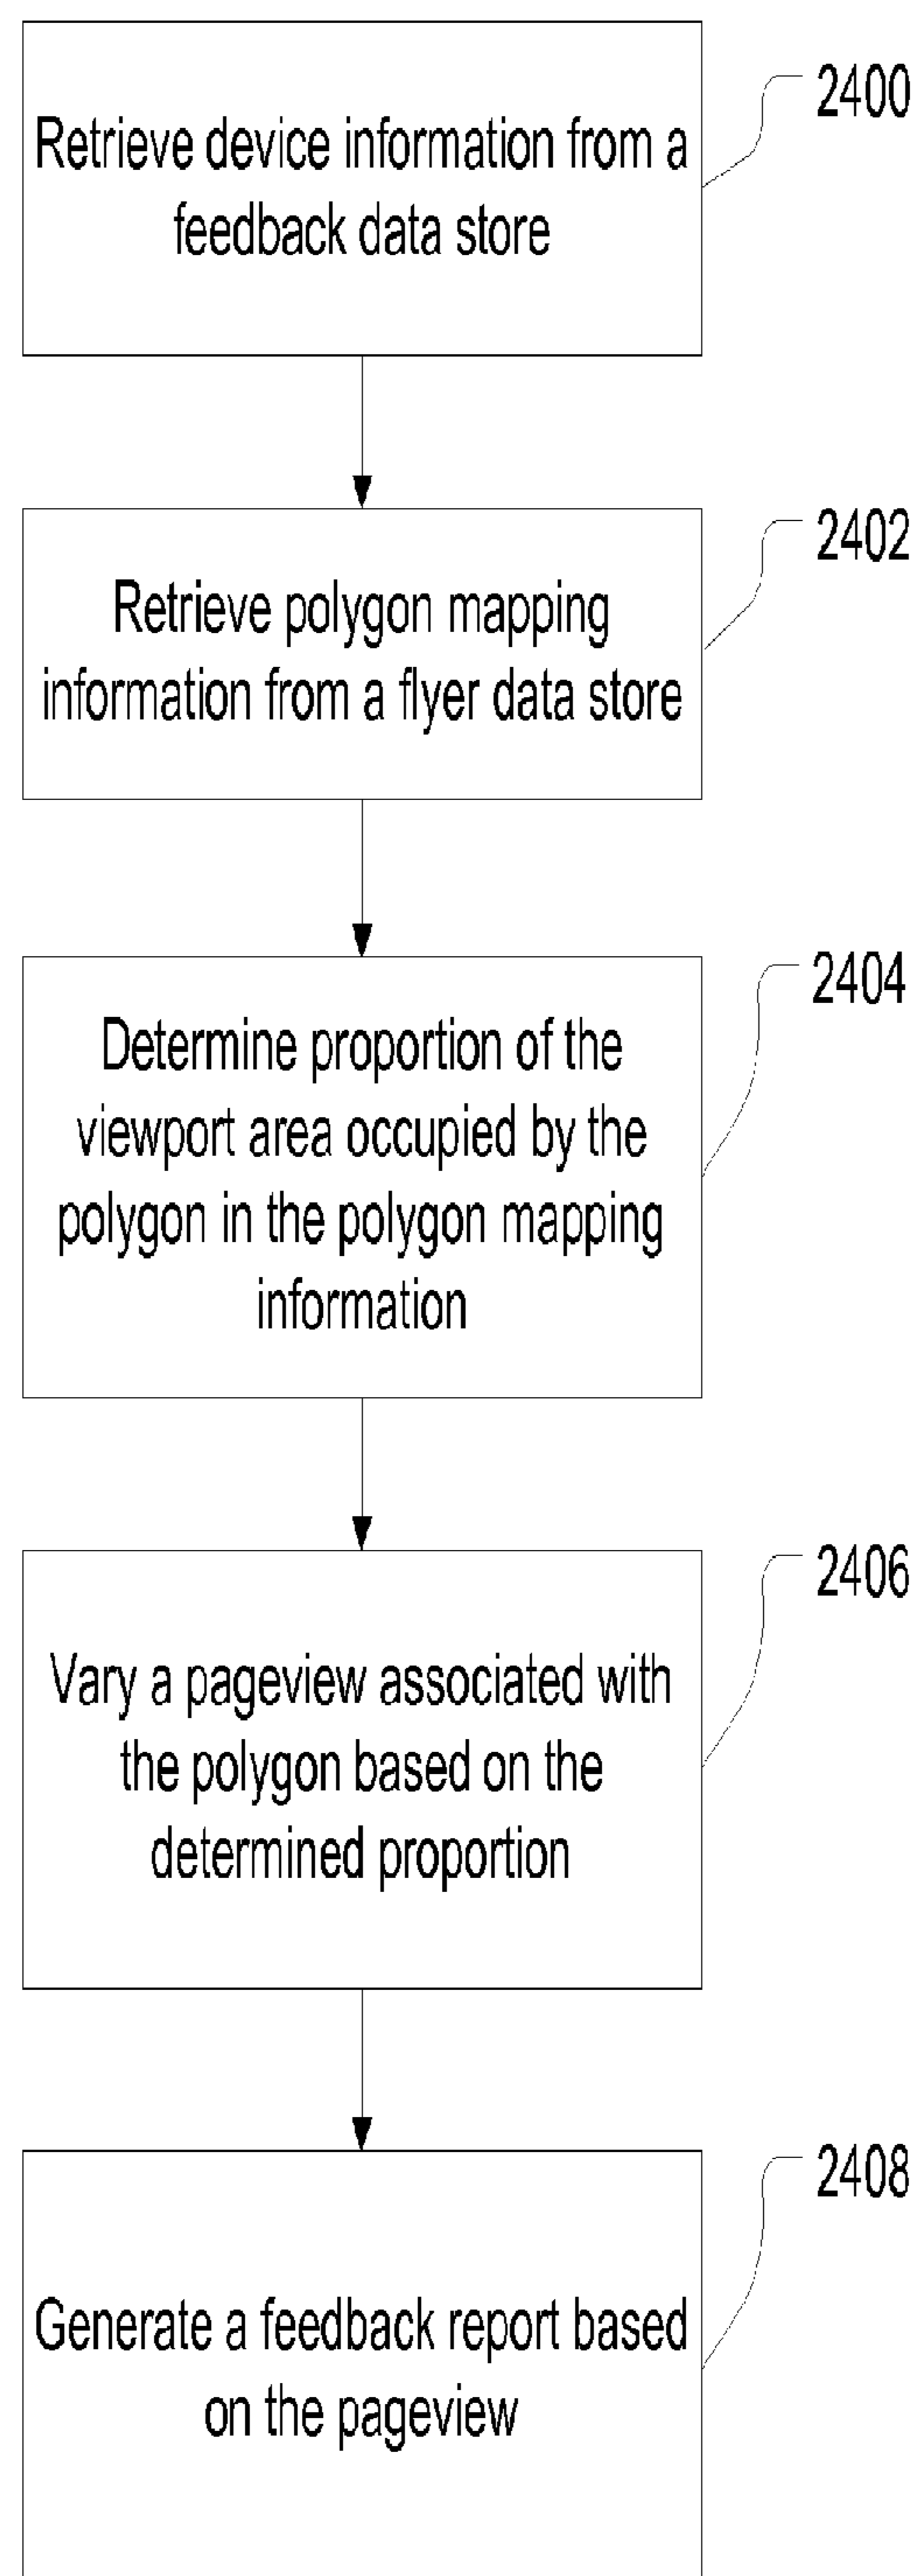 2400
Retrieve device information from a
feedback data store
2402
Retrieve polygon mapping
information from a flyer data store
2404
Determine proportion of the
viewport area occupied by the
polygon in the polygon mapping
information
2406
Vary a pageview associated with
the polygon based on the
determined proportion
2408
Generate a feedback report based
on the pageview